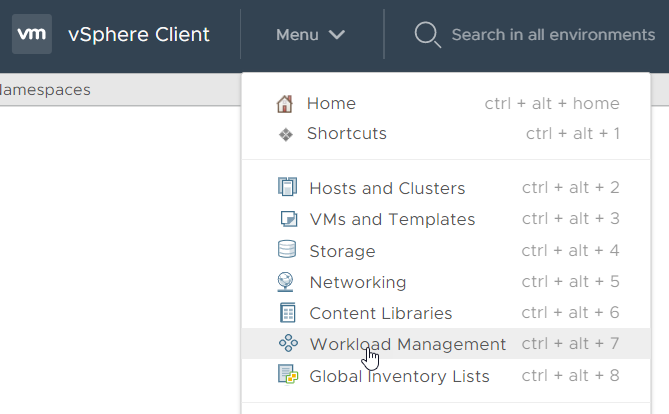 vm vSphere Client Menu Search in all environments
amespaces
Home ctrl + alt + home
Shortcuts ctrl + alt + 1
Hosts and Clusters ctrl + alt + 2
VMs and Templates ctrl + alt + 3
Storage ctrl + alt + 4
Networking ctrl + alt + 5
Content Libraries ctrl + alt + 6
Workload Management ctrl + alt + 7
Global Inventory Lists ctrl + alt + 8